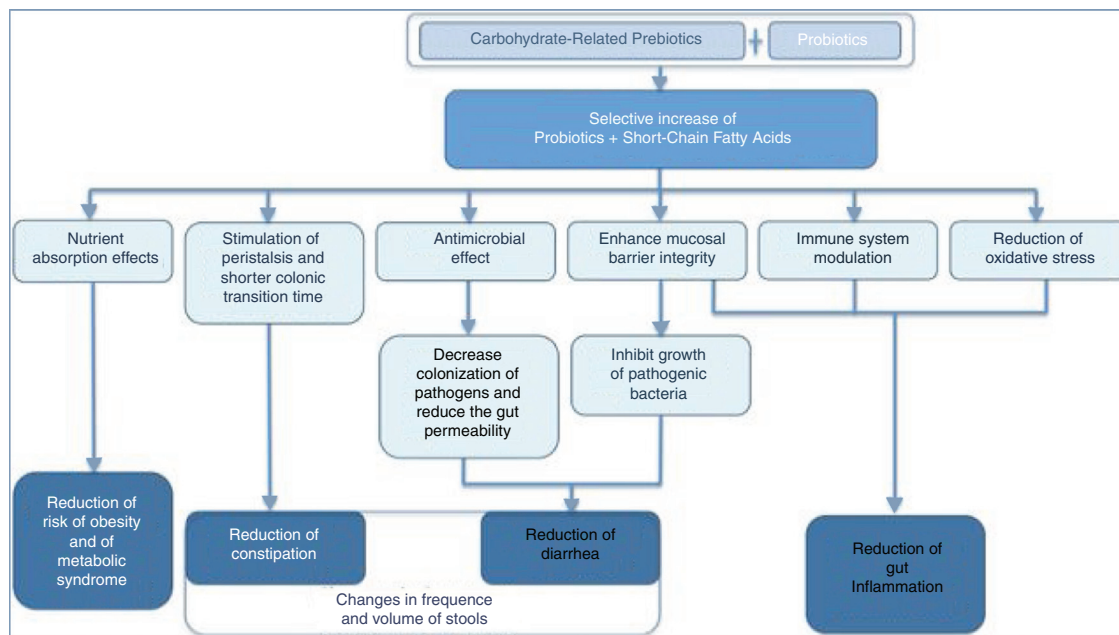 Carbohydrate-Related Prebiotics + Probiotics
Selective increase of
Probiotics + Short-Chain Fatty Acids
Nutrient
absorption effects
Stimulation of
peristalsis and
shorter colonic
transition time
Antimicrobial
effect
Enhance mucosal
barrier integrity
Immune system
modulation
Reduction of
oxidative stress
Decrease
colonization of
pathogens and
reduce the gut
permeability
Inhibit growth
of pathogenic
bacteria
Reduction of
risk of obesity
and of
metabolic
syndrome
Reduction of
constipation
Reduction of
diarrhea
Reduction of
gut
Inflammation
Changes in frequence
and volume of stools